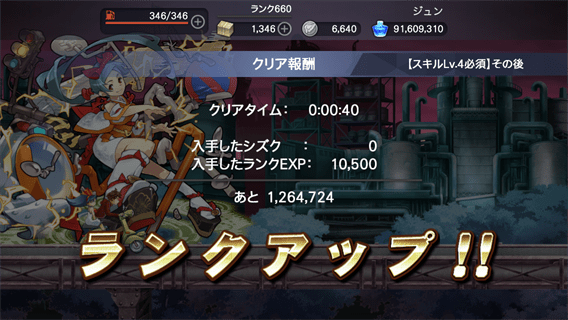 346/346
ランク660
1,346
6,640
ジュン
91,609,310
クリア報酬
【スキルLv.4必須】その後
クリアタイム： 0:00:40
入手したシズク ： 0
入手したランクEXP： 10,500
あと 1,264,724
ランクアップ!!